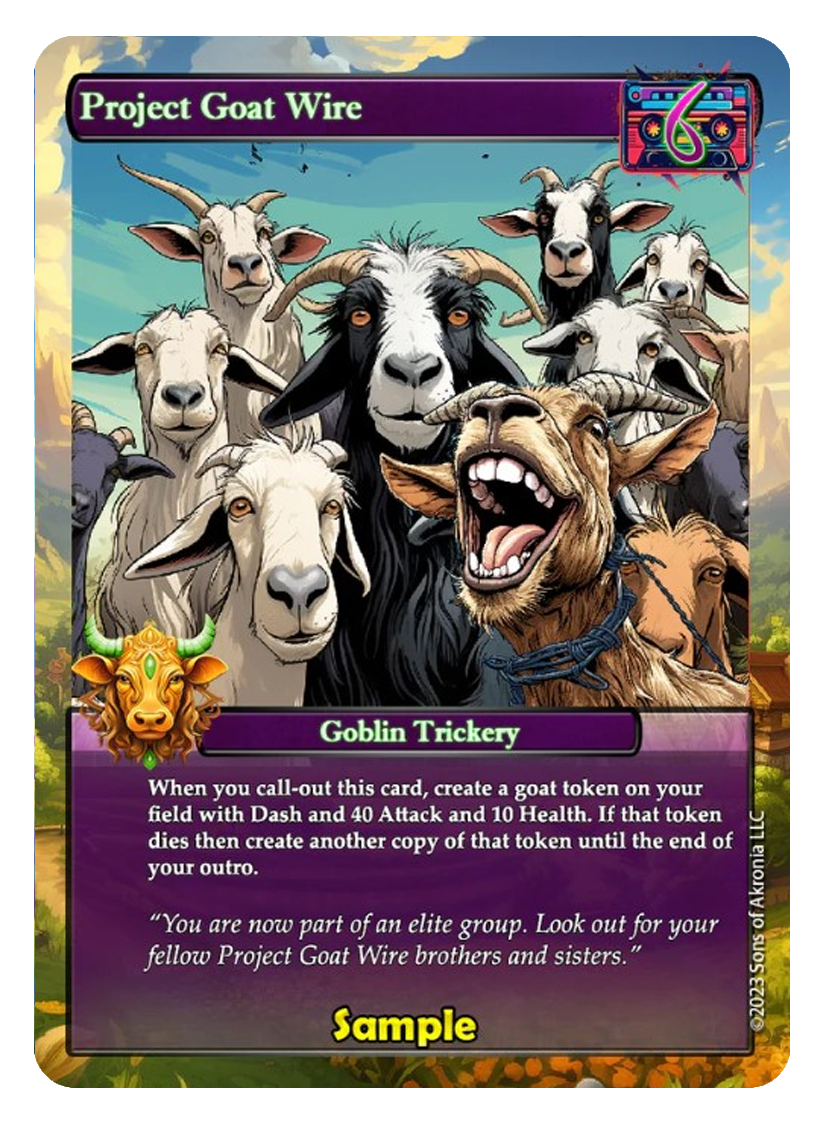 Project Goat Wire
6
Goblin Trickery
When you call-out this card, create a goat token on your
field with Dash and 40 Attack and 10 Health. If that token
dies then create another copy of that token until the end of
your outro.
“You are now part of an elite group. Look out for your
fellow Project Goat Wire brothers and sisters.”
Sample
©2023 Sons of Akronia LLC